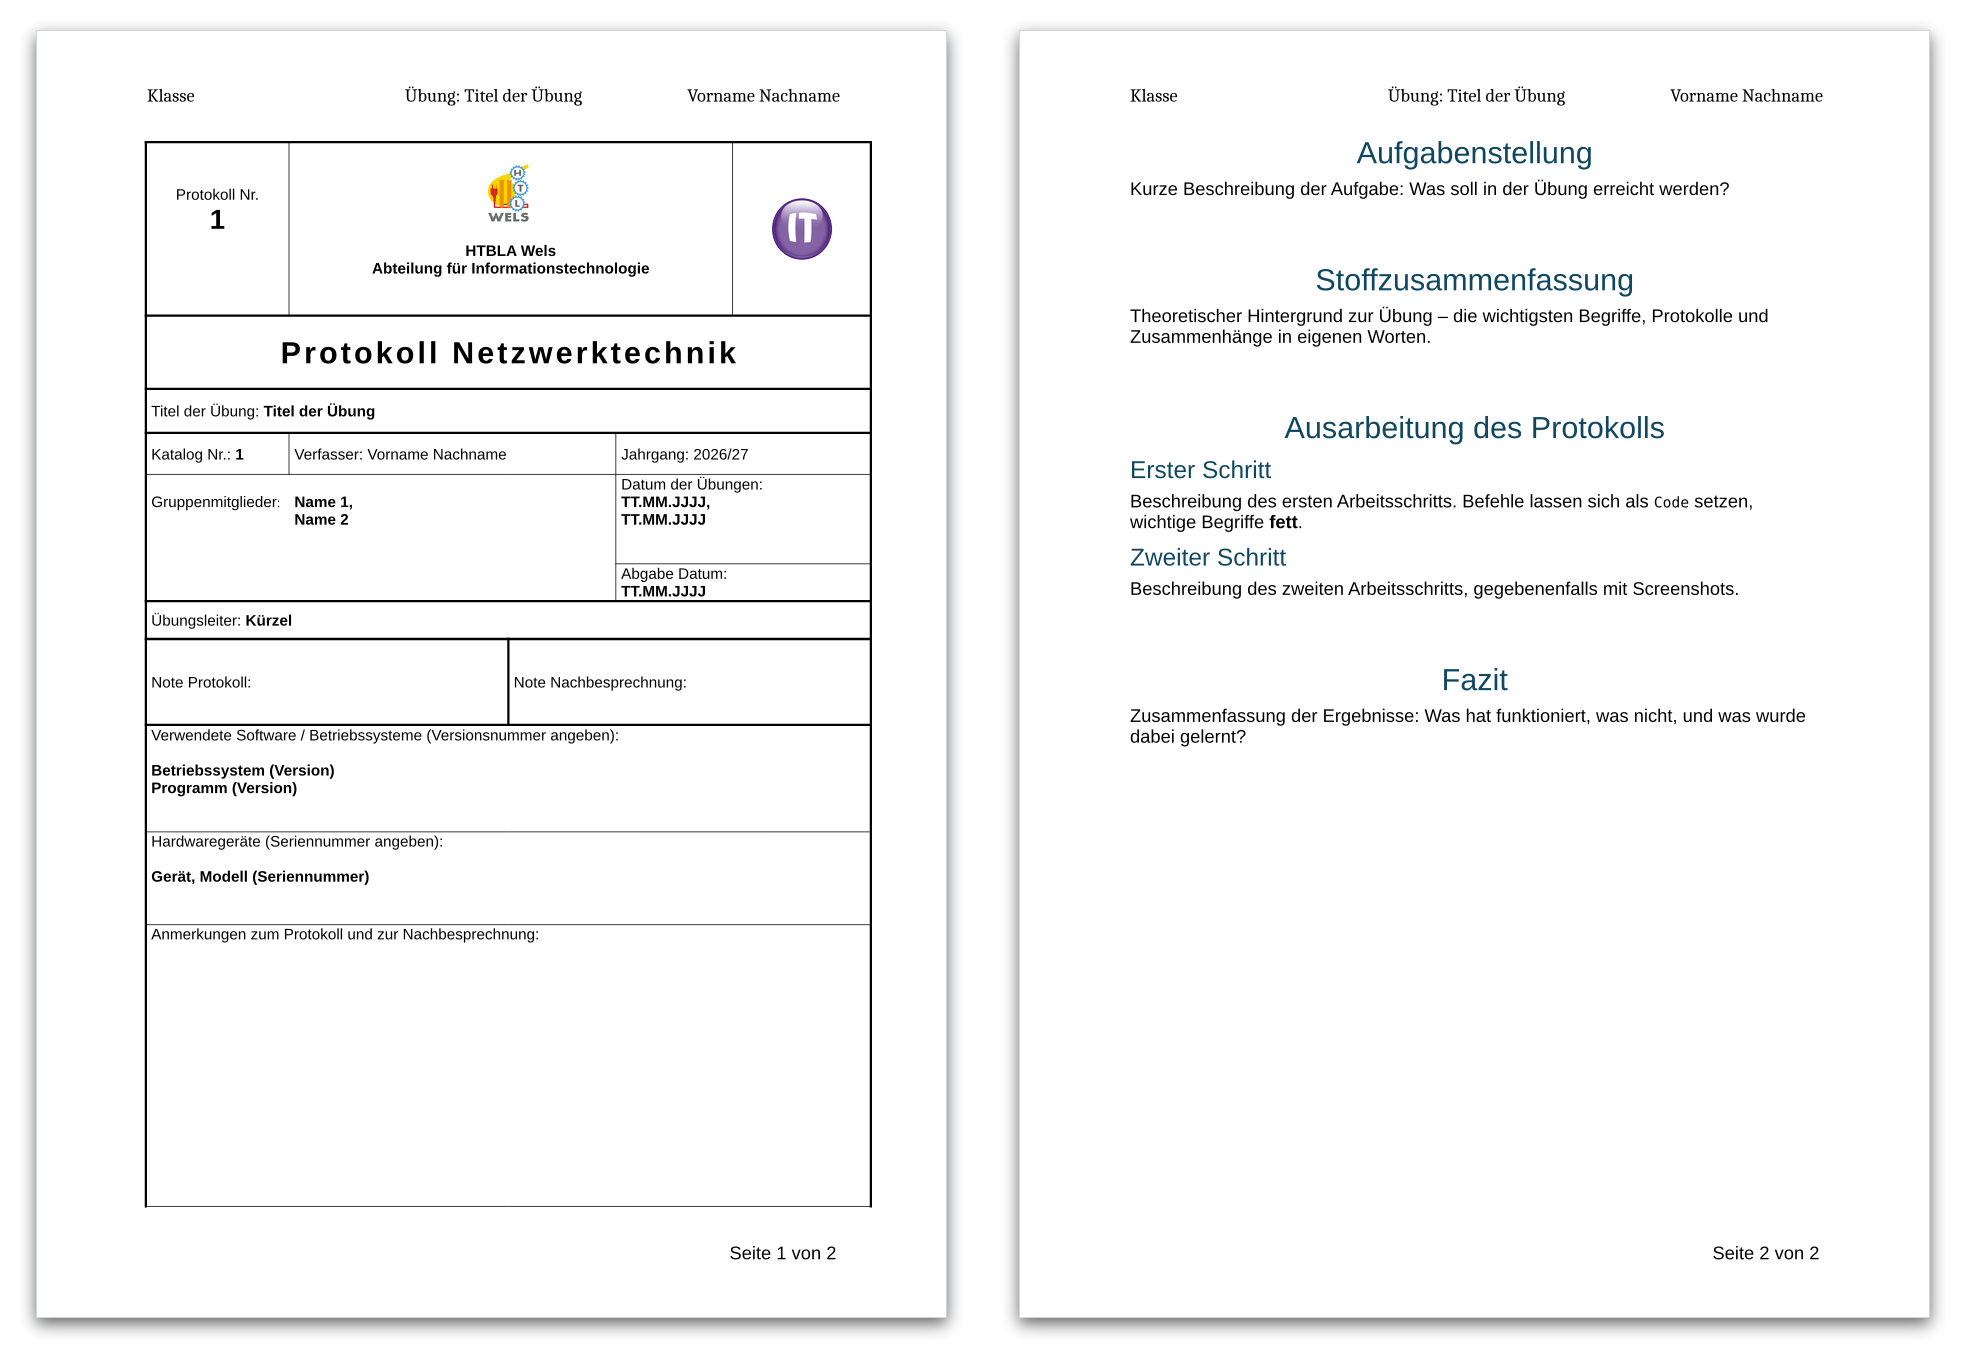 Klasse Übung: Titel der Übung Vorname Nachname
Protokoll Nr.
1
H
T
L
WELS
HTBLA Wels
Abteilung für Informationstechnologie
IT
Protokoll Netzwerktechnik
Titel der Übung: Titel der Übung
Katalog Nr.: 1 Verfasser: Vorname Nachname Jahrgang: 2026/27
Gruppenmitglieder: Name 1,
Name 2
Datum der Übungen:
TT.MM.JJJJ,
TT.MM.JJJJ
Abgabe Datum:
TT.MM.JJJJ
Übungsleiter: Kürzel
Note Protokoll: Note Nachbesprechnung:
Verwendete Software / Betriebssysteme (Versionsnummer angeben):
Betriebssystem (Version)
Programm (Version)
Hardwaregeräte (Seriennummer angeben):
Gerät, Modell (Seriennummer)
Anmerkungen zum Protokoll und zur Nachbesprechnung:
Seite 1 von 2
Klasse Übung: Titel der Übung Vorname Nachname
Aufgabenstellung
Kurze Beschreibung der Aufgabe: Was soll in der Übung erreicht werden?
Stoffzusammenfassung
Theoretischer Hintergrund zur Übung – die wichtigsten Begriffe, Protokolle und
Zusammenhänge in eigenen Worten.
Ausarbeitung des Protokolls
Erster Schritt
Beschreibung des ersten Arbeitsschritts. Befehle lassen sich als Code setzen,
wichtige Begriffe fett.
Zweiter Schritt
Beschreibung des zweiten Arbeitsschritts, gegebenenfalls mit Screenshots.
Fazit
Zusammenfassung der Ergebnisse: Was hat funktioniert, was nicht, und was wurde
dabei gelernt?
Seite 2 von 2